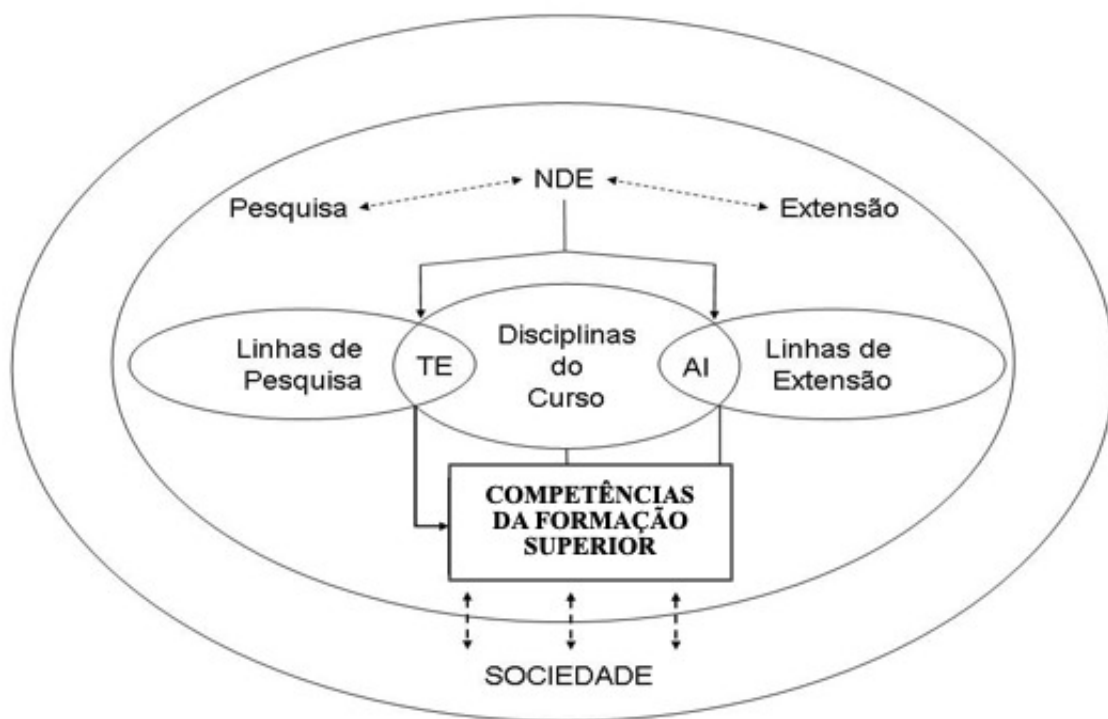 NDE
Pesquisa
Extensão
Linhas de
Pesquisa
TE
Disciplinas
do
Curso
AI
Linhas de
Extensão
COMPETÊNCIAS
DA FORMAÇÃO
SUPERIOR
SOCIEDADE